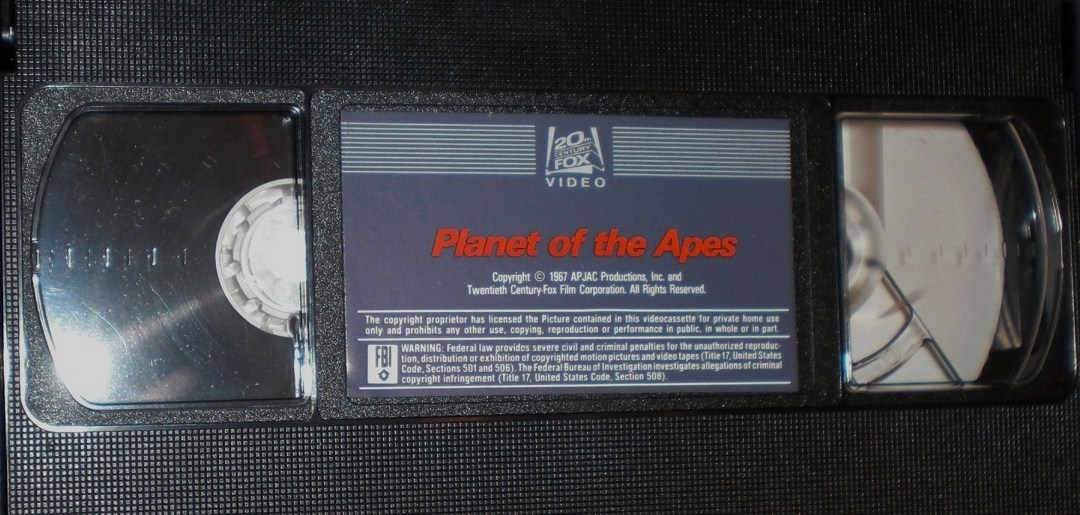 20th
CENTURY
FOX
VIDEO
Planet of the Apes
Copyright © 1967 APJAC Productions, Inc. and
Twentieth Century-Fox Film Corporation. All Rights Reserved.
The copyright proprietor has licensed the Picture contained in this videocassette for private home use
only and prohibits any other use, copying, reproduction or performance in public, in whole or in part.
FBI
WARNING: Federal law provides severe civil and criminal penalties for the unauthorized reproduc-
tion, distribution or exhibition of copyrighted motion pictures and video tapes (Title 17, United States
Code, Sections 501 and 506). The Federal Bureau of Investigation investigates allegations of criminal
copyright infringement (Title 17, United States Code, Section 506).